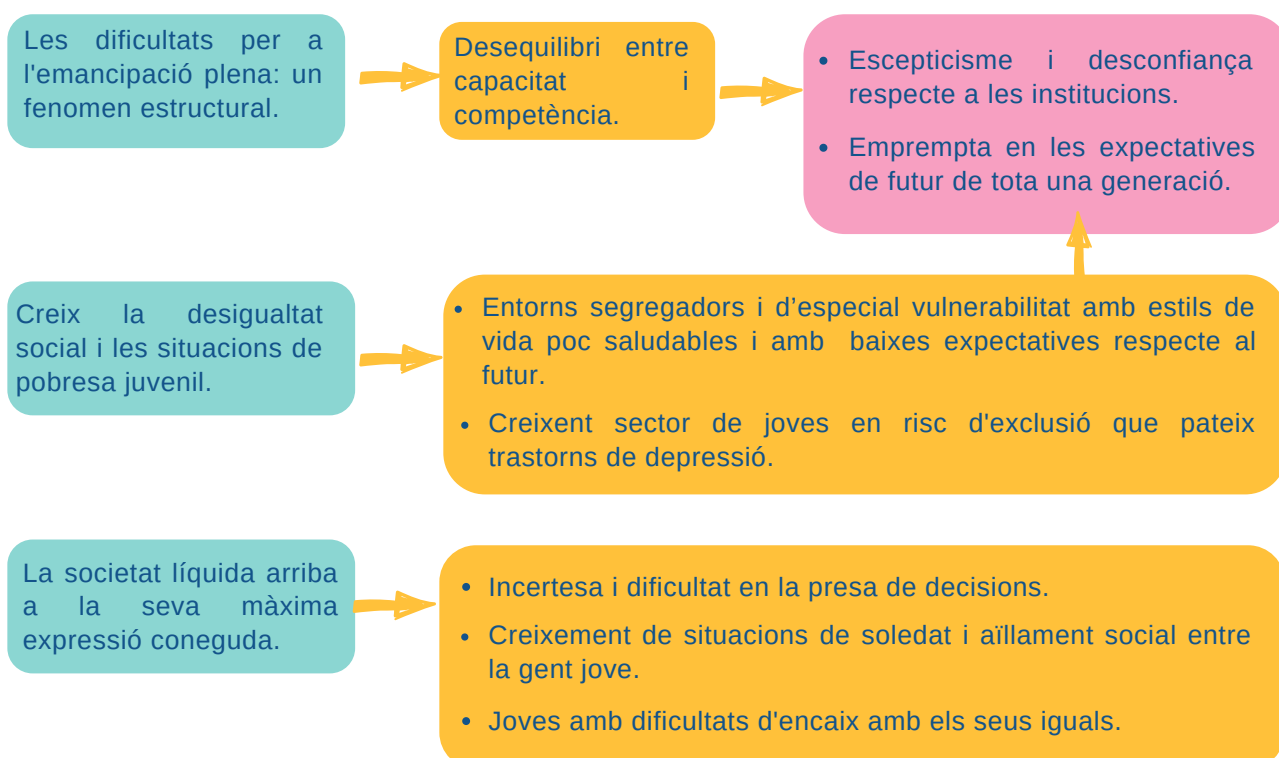 Les dificultats per a
l'emancipació plena: un
fenomen estructural.
Desequilibri entre
capacitat i
competència.
• Escepticisme i desconfiança
respecte a les institucions.
• Emprempta en les expectatives
de futur de tota una generació.
Creix la desigualtat
social i les situacions de
pobresa juvenil.
• Entorns segregadors i d’especial vulnerabilitat amb estils de
vida poc saludables i amb baixes expectatives respecte al
futur.
• Creixent sector de joves en risc d'exclusió que pateix
trastorns de depressió.
La societat líquida arriba
a la seva màxima
expressió coneguda.
• Incertesa i dificultat en la presa de decisions.
• Creixement de situacions de soledat i aïllament social entre
la gent jove.
• Joves amb dificultats d'encaix amb els seus iguals.